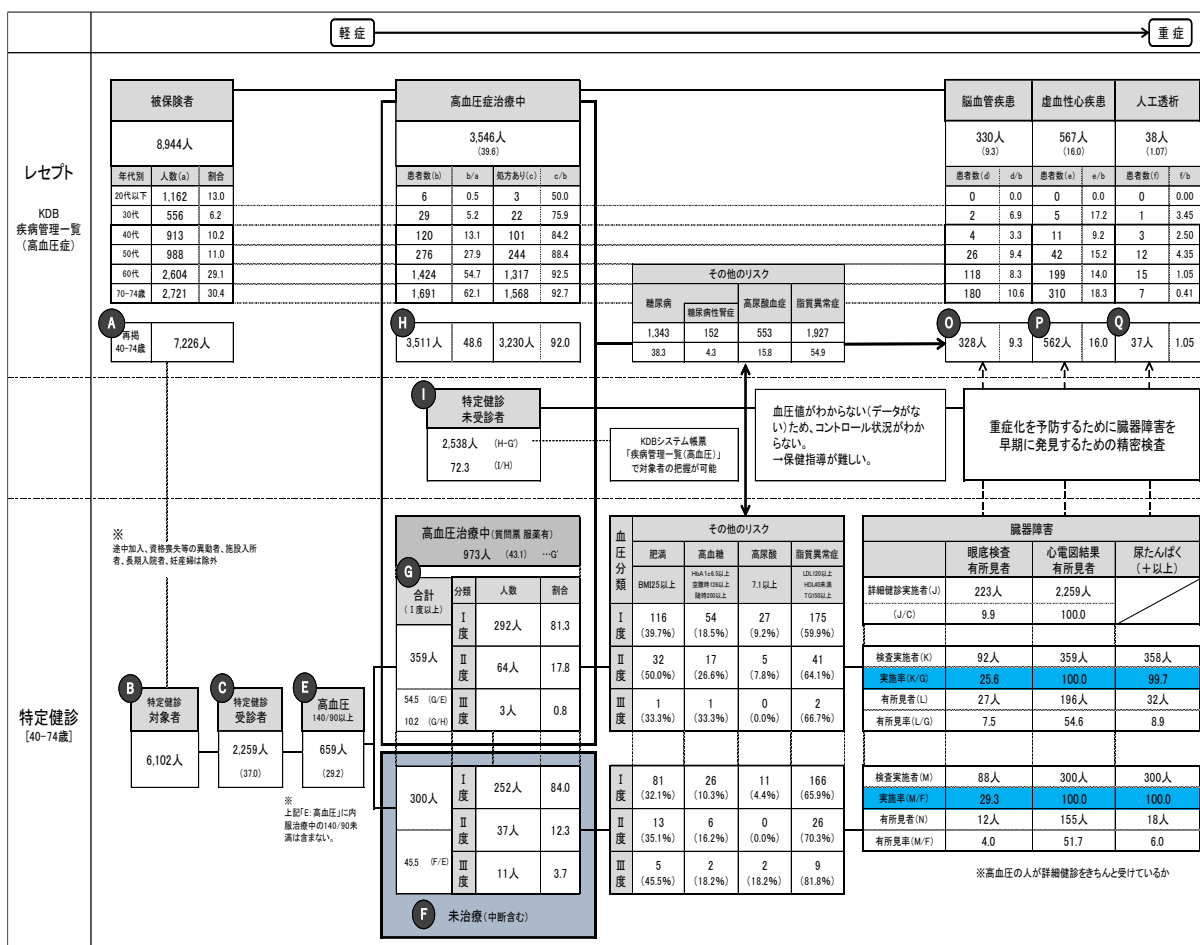 軽症
重症
レセプト
KDB
疾病管理一覧
(高血圧症)
被保険者
8,944人
年代別 人数(a) 割合
20代以下 1,162 13.0
30代 556 6.2
40代 913 10.2
50代 988 11.0
60代 2,604 29.1
70-74歳 2,721 30.4
A
再掲
40-74歳
7,226人
高血圧症治療中
3,546人
(39.6)
患者数(b) b/a 処方あり(c) c/b
6 0.5 3 50.0
29 5.2 22 75.9
120 13.1 101 84.2
276 27.9 244 88.4
1,424 54.7 1,317 92.5
1,691 62.1 1,568 92.7
H
3,511人 48.6 3,230人 92.0
その他のリスク
糖尿病 糖尿病性腎症 高尿酸血症 脂質異常症
1,343 152 553 1,927
38.3 4.3 15.8 54.9
脳血管疾患 虚血性心疾患 人工透析
330人 567人 38人
(9.3) (16.0) (1.07)
患者数(d) d/b 患者数(e) e/b 患者数(f) f/b
0 0.0 0 0.0 0 0.00
2 6.9 5 17.2 1 3.45
4 3.3 11 9.2 3 2.50
26 9.4 42 15.2 12 4.35
118 8.3 199 14.0 15 1.05
180 10.6 310 18.3 7 0.41
O P Q
328人 9.3 562人 16.0 37人 1.05
I
特定健診
未受診者
2,538人 (H-G')
72.3 (I/H)
KDBシステム帳票
「疾病管理一覧(高血圧)」
で対象者の把握が可能
血圧値がわからない(データがな
い)ため、コントロール状況がわか
らない。
→保健指導が難しい。
重症化を予防するために臓器障害を
早期に発見するための精密検査
特定健診
[40-74歳]
※
途中加入、資格喪失等の異動者、施設入所
者、長期入院者、妊産婦は除外
B
特定健診
対象者
6,102人
C
特定健診
受診者
2,259人
(37.0)
E
高血圧
140/90以上
659人
(29.2)
※
上記「E:高血圧」に内
服治療中の140/90未
満は含まない。
高血圧治療中(質問票 服薬有)
973人 (43.1) …G'
G
合計
(Ⅰ度以上)
分類 人数 割合
359人
54.5 (G/E)
10.2 (G/H)
Ⅰ度 292人 81.3
Ⅱ度 64人 17.8
Ⅲ度 3人 0.8
300人
45.5 (F/E)
Ⅰ度 252人 84.0
Ⅱ度 37人 12.3
Ⅲ度 11人 3.7
F
未治療(中断含む)
血圧分類
その他のリスク
肥満 高血糖 高尿酸 脂質異常症
BMI25以上
HbA1c6.5以上
空腹時126以上
随時200以上
7.1以上
LDL120以上
HDL40未満
TG150以上
Ⅰ度 116 54 27 175
(39.7%) (18.5%) (9.2%) (59.9%)
Ⅱ度 32 17 5 41
(50.0%) (26.6%) (7.8%) (64.1%)
Ⅲ度 1 1 0 2
(33.3%) (33.3%) (0.0%) (66.7%)
Ⅰ度 81 26 11 166
(32.1%) (10.3%) (4.4%) (65.9%)
Ⅱ度 13 6 0 26
(35.1%) (16.2%) (0.0%) (70.3%)
Ⅲ度 5 2 2 9
(45.5%) (18.2%) (18.2%) (81.8%)
臓器障害
眼底検査 心電図結果 尿たんぱく
有所見者 有所見者 (+以上)
詳細健診実施者(J) 223人 2,259人
(J/C) 9.9 100.0
検査実施者(K) 92人 359人 358人
実施率(K/G) 25.6 100.0 99.7
有所見者(L) 27人 196人 32人
有所見率(L/G) 7.5 54.6 8.9
検査実施者(M) 88人 300人 300人
実施率(M/F) 29.3 100.0 100.0
有所見者(N) 12人 155人 18人
有所見率(M/F) 4.0 51.7 6.0
※高血圧の人が詳細健診をきちんと受けているか